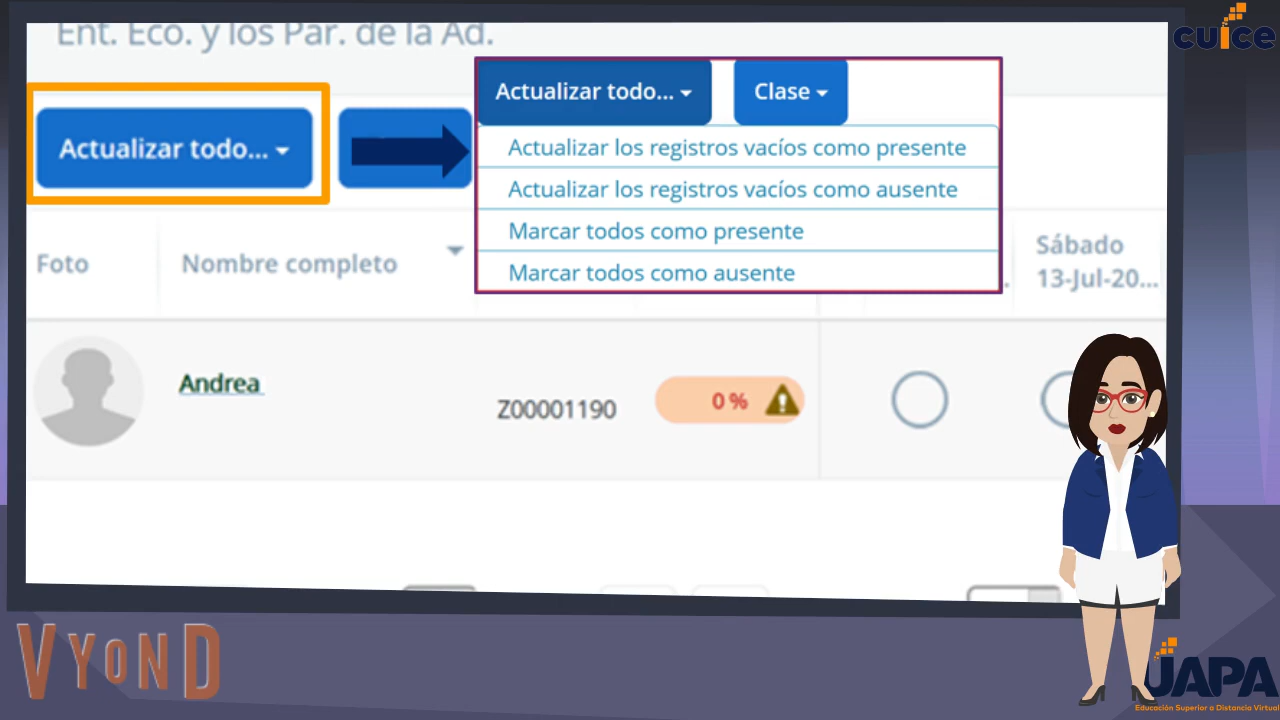 Ent. Eco. y los Par. de la Ad.
cuice
Actualizar todo...
Actualizar todo...
Clase
Actualizar los registros vacíos como presente
Actualizar los registros vacíos como ausente
Marcar todos como presente
Marcar todos como ausente
Foto
Nombre completo
Sábado
13-Jul-20...
Andrea
Z00001190
0 %
VYOND
UAPA
Educación Superior a Distancia Virtual